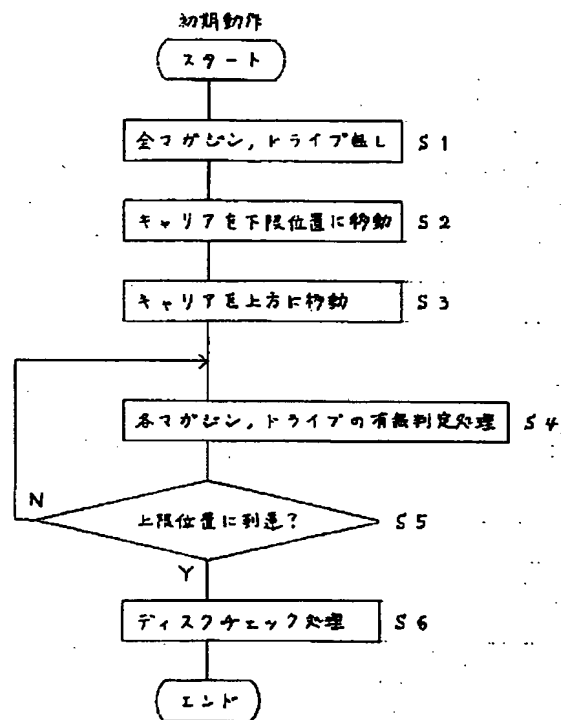 初期動作
スタート
全マガジン,ドライブ無し S1
キャリアを下限位置に移動 S2
キャリアを上方に移動 S3
各マガジン,ドライブの有無判定処理 S4
N
上限位置に到達? S5
Y
ディスクチェック処理 S6
エンド